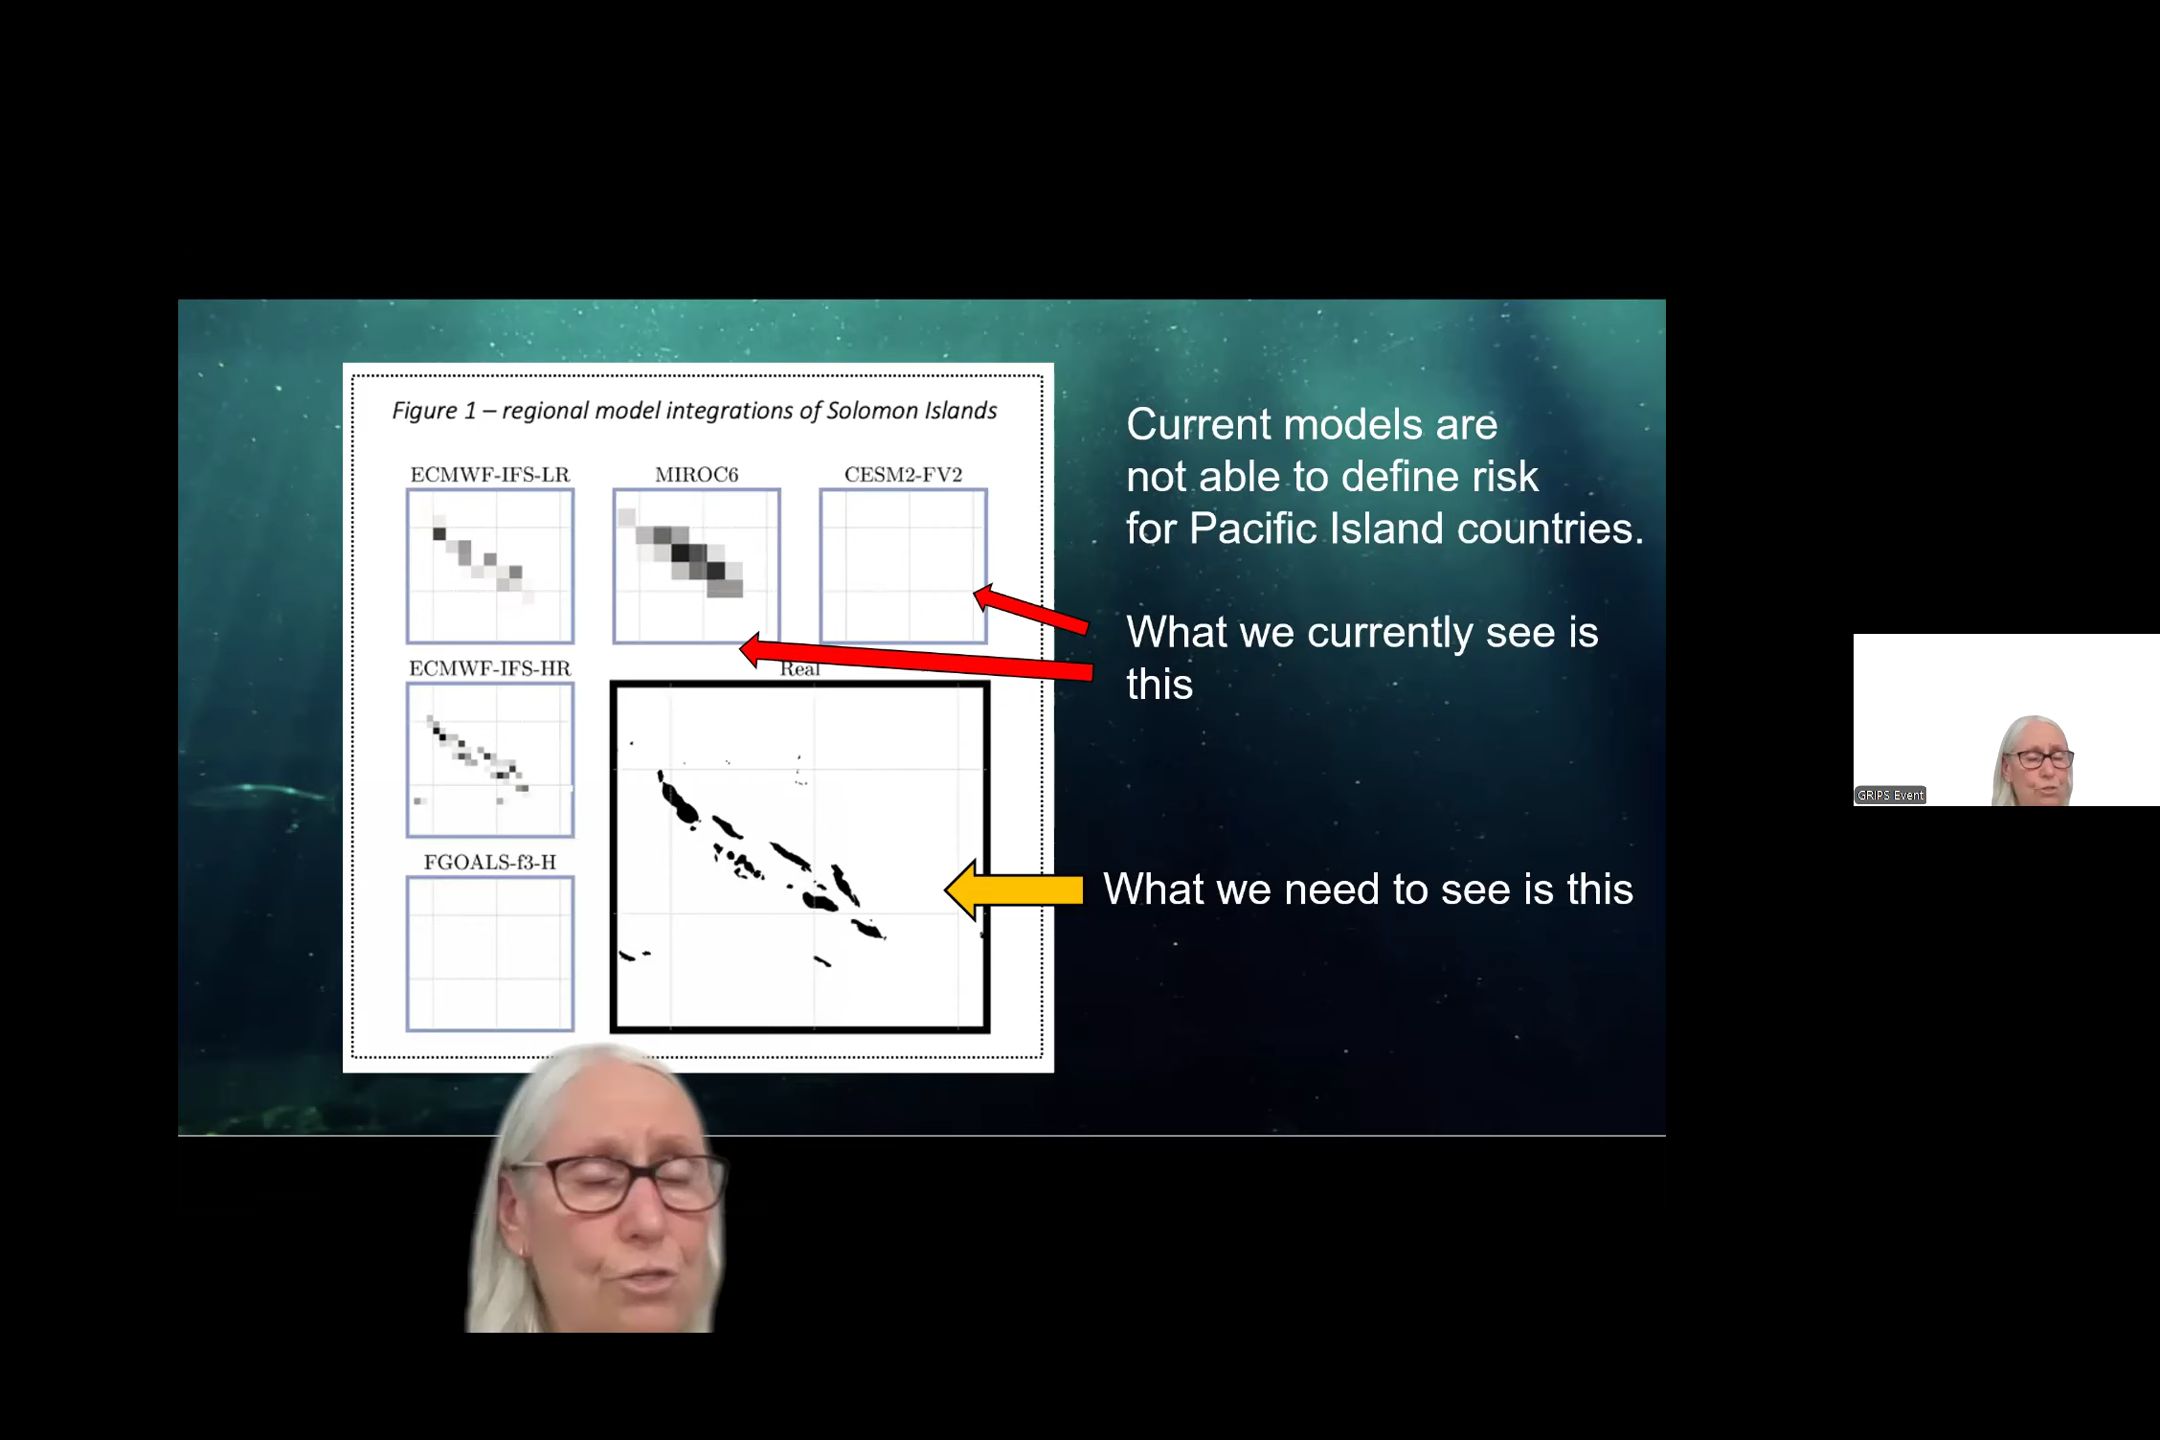 Figure 1 – regional model integrations of Solomon Islands
ECMWF-IFS-LR
MIROC6
CESM2-FV2
ECMWF-IFS-HR
Real
FGOALS-f3-H
Current models are
not able to define risk
for Pacific Island countries.
What we currently see is
this
What we need to see is this
GRIPS Event